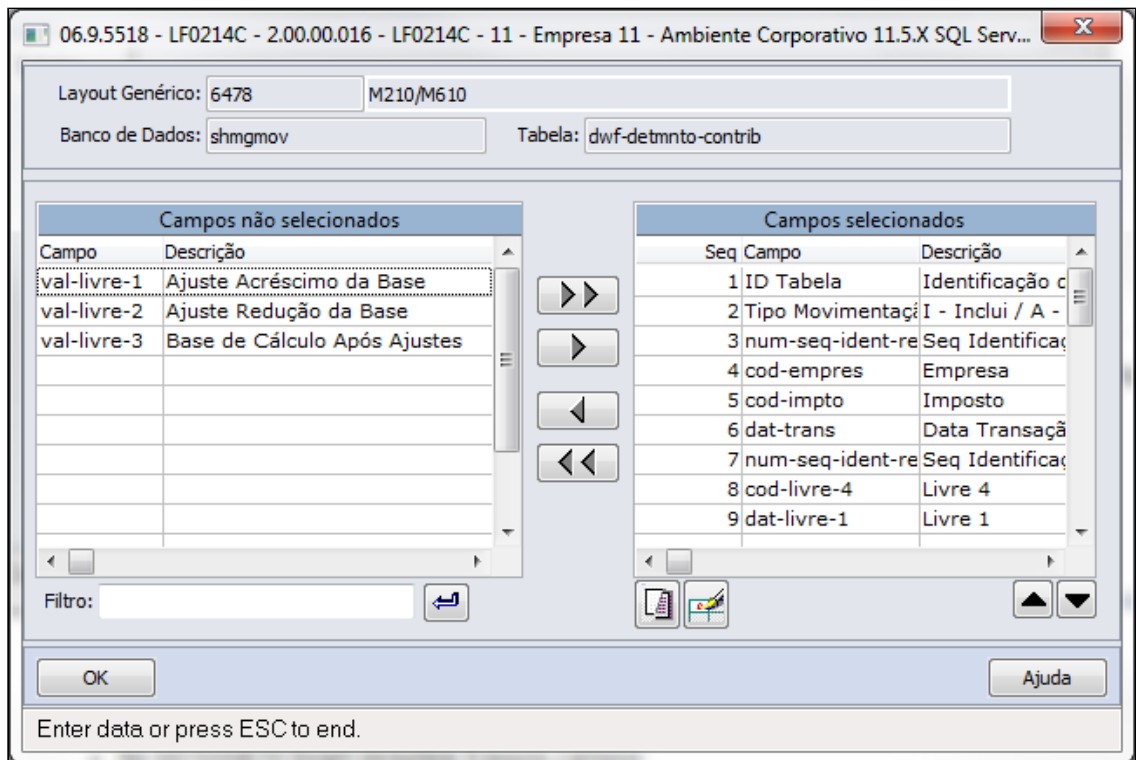 06.9.5518 - LF0214C - 2.00.00.016 - LF0214C - 11 - Empresa 11 - Ambiente Corporativo 11.5.X SQL Serv...
Layout Genérico: 6478 M210/M610
Banco de Dados: shmgmov Tabela: dwf-detmnto-contrib
Campos não selecionados
Campo Descrição
val-livre-1 Ajuste Acréscimo da Base
val-livre-2 Ajuste Redução da Base
val-livre-3 Base de Cálculo Após Ajustes
Filtro:
Campos selecionados
Seq Campo Descrição
1 ID Tabela Identificação
2 Tipo Movimentaçã I - Inclui / A -
3 num-seq-ident-re Seq Identificaç
4 cod-empres Empresa
5 cod-impto Imposto
6 dat-trans Data Transaçã
7 num-seq-ident-re Seq Identificaç
8 cod-livre-4 Livre 4
9 dat-livre-1 Livre 1
OK Ajuda
Enter data or press ESC to end.